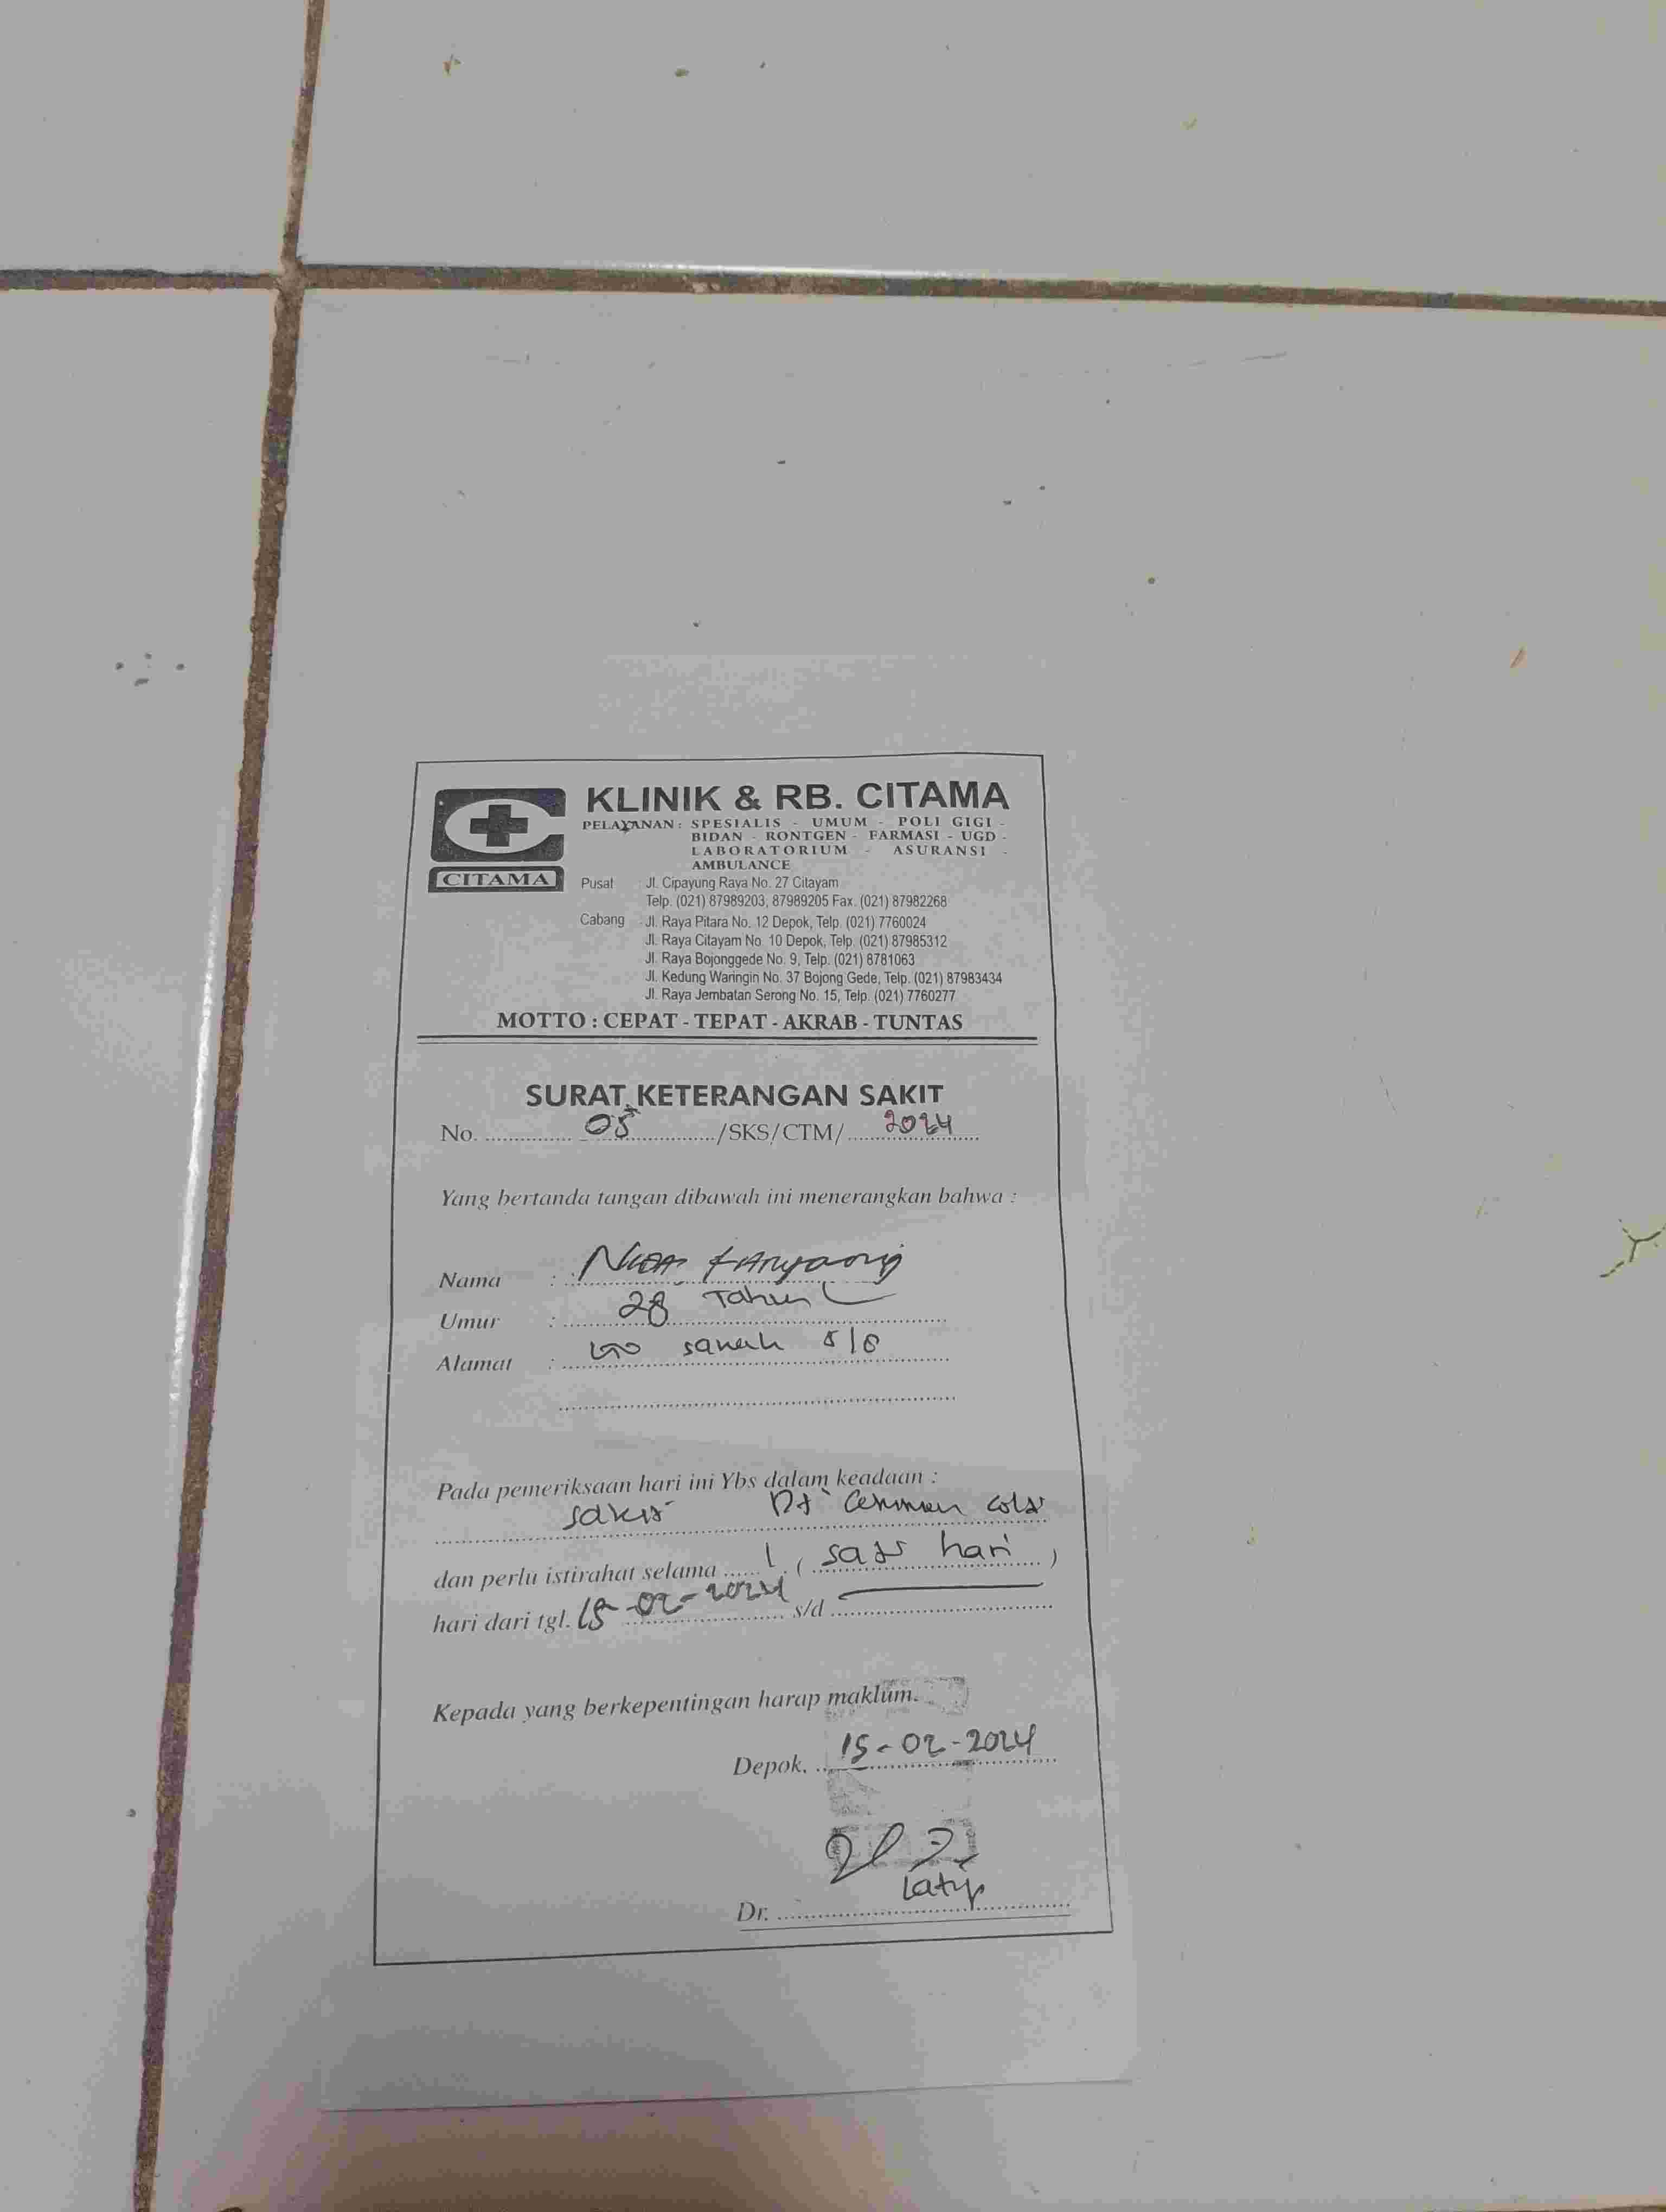 KLINIK & RB. CITAMA
PELAYANAN : SPESIALIS - UMUM - POLI GIGI -
BIDAN - RONTGEN - FARMASI - UGD -
LABORATORIUM - ASURANSI -
AMBULANCE
CITAMA
Pusat Jl. Cipayung Raya No. 27 Citayam
Telp. (021) 87989203, 87989205 Fax. (021) 87982268
Cabang Jl. Raya Pitara No. 12 Depok, Telp. (021) 7760024
Jl. Raya Citayam No. 10 Depok, Telp. (021) 87985312
Jl. Raya Bojonggede No. 9, Telp. (021) 8781063
Jl. Kedung Waringin No. 37 Bojong Gede, Telp. (021) 87983434
Jl. Raya Jembatan Serong No. 15, Telp. (021) 7760277
MOTTO : CEPAT - TEPAT - AKRAB - TUNTAS
SURAT KETERANGAN SAKIT
No. 05 /SKS/CTM/ 2024
Yang bertanda tangan dibawah ini menerangkan bahwa :
Nama :
Umur : 28 Tahun
Alamat : sawah 5/8
Pada pemeriksaan hari ini Ybs dalam keadaan :
sakit common cold
dan perlu istirahat selama 1 ( satu hari )
hari dari tgl. 15-02-2024 s/d
Kepada yang berkepentingan harap maklum.
Depok, 15-02-2024
Latip
Dr.